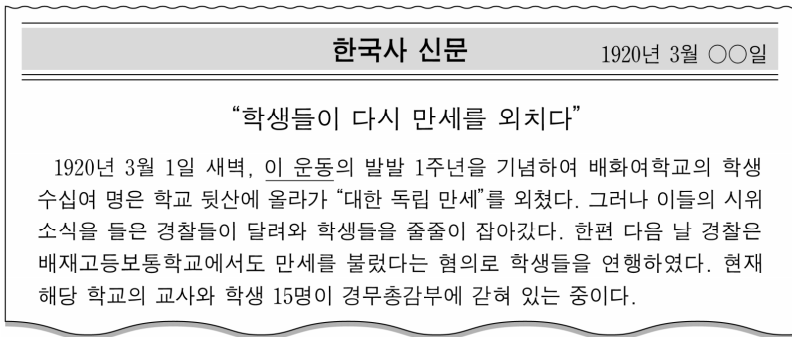 한국사 신문
1920년 3월 ○○일
“학생들이 다시 만세를 외치다”
1920년 3월 1일 새벽, 이 운동의 발발 1주년을 기념하여 배화여학교의 학생
수십여 명은 학교 뒷산에 올라가 “대한 독립 만세”를 외쳤다. 그러나 이들의 시위
소식을 들은 경찰들이 달려와 학생들을 줄줄이 잡아갔다. 한편 다음 날 경찰은
배재고등보통학교에서도 만세를 불렀다는 혐의로 학생들을 연행하였다. 현재
해당 학교의 교사와 학생 15명이 경무총감부에 갇혀 있는 중이다.